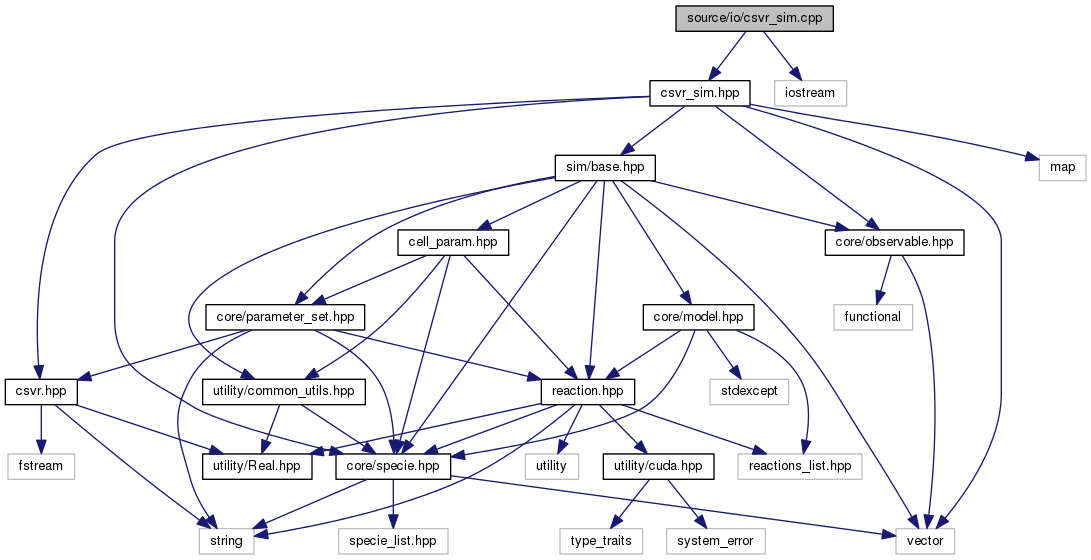 source/io/csvr_sim.cpp
csvr_sim.hpp
iostream
sim/base.hpp
map
cell_param.hpp
core/observable.hpp
core/parameter_set.hpp
core/model.hpp
functional
csvr.hpp
utility/common_utils.hpp
reaction.hpp
stdexcept
fstream
utility/Real.hpp
core/specie.hpp
utility
utility/cuda.hpp
reactions_list.hpp
string
specie_list.hpp
type_traits
system_error
vector